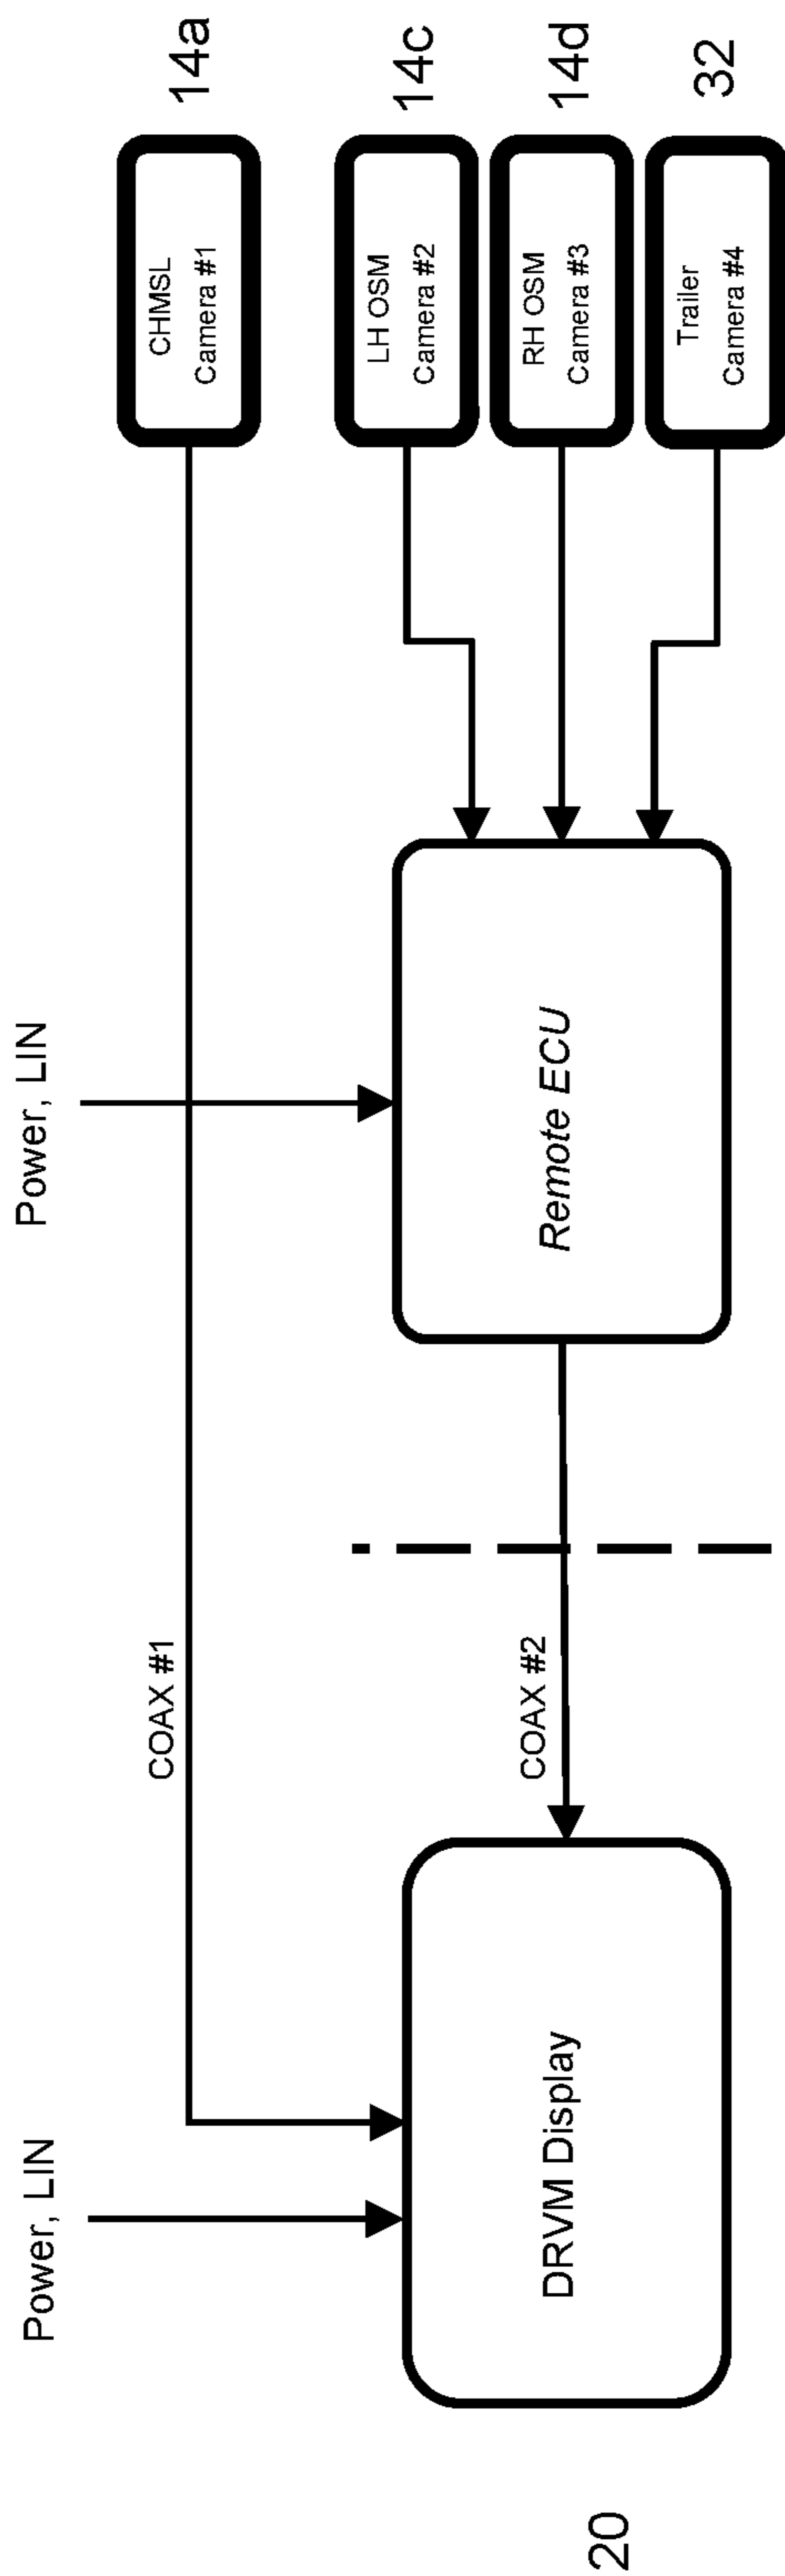 Power, LIN
Power, LIN
COAX #1
CHMSL
Camera #1
14a
20
DRVM Display
COAX #2
Remote ECU
LH OSM
Camera #2
14c
RH OSM
Camera #3
14d
Trailer
Camera #4
32